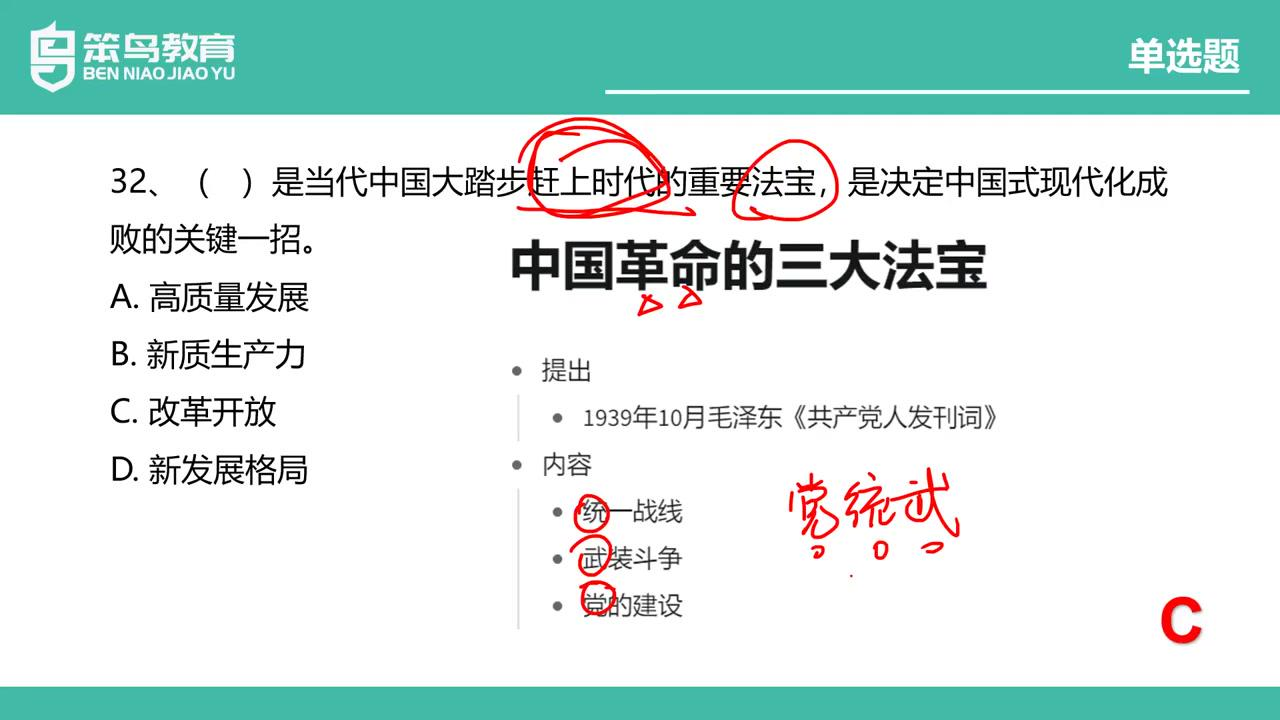 笨鸟教育
BEN NIAO JIAO YU
单选题
32、（ ）是当代中国大踏步赶上时代的重要法宝，是决定中国式现代化成
败的关键一招。
A. 高质量发展
B. 新质生产力
C. 改革开放
D. 新发展格局
中国革命的三大法宝
提出
1939年10月毛泽东《共产党人发刊词》
内容
统一战线
武装斗争
党的建设
党统武
C